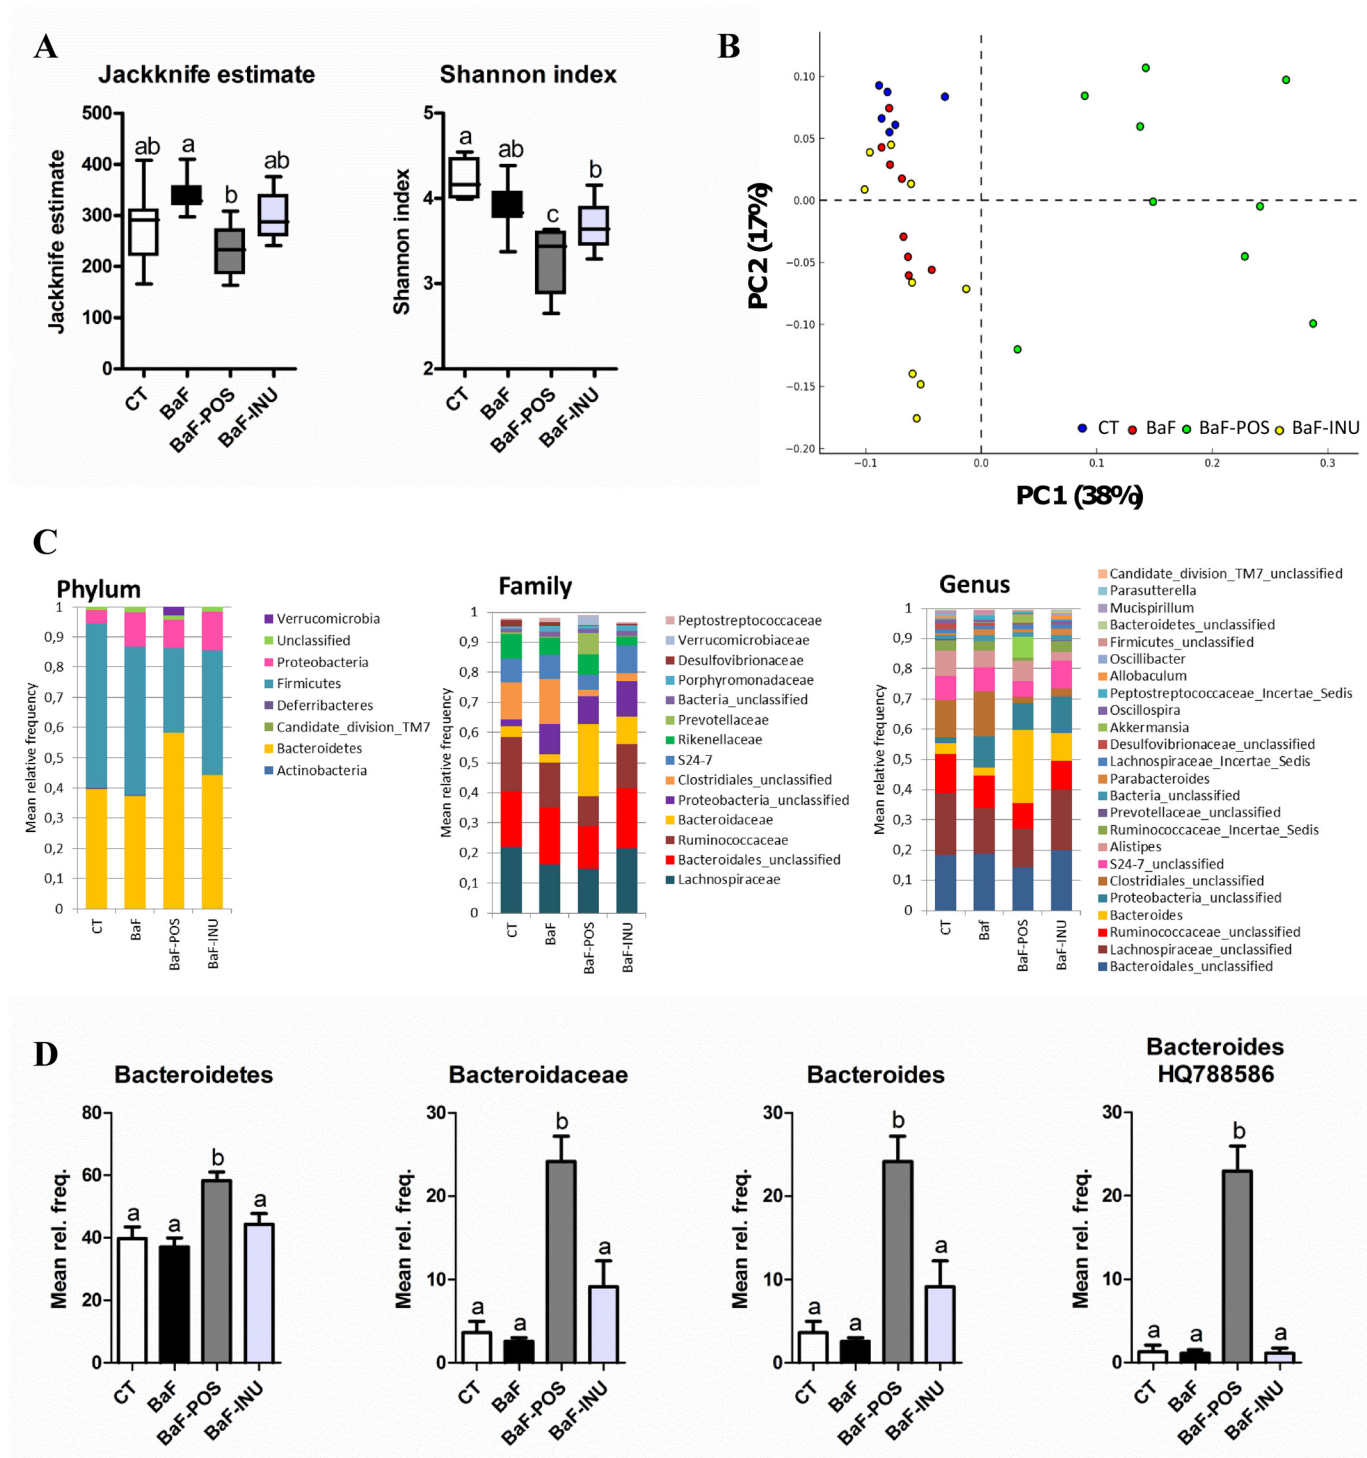 A
Jackknife estimate
Jackknife estimate
500
400
300
200
100
0
ab
a
b
ab
CT
BaF
BaF-POS
BaF-INU
Shannon index
Shannon index
5
4
3
2
a
ab
c
b
CT
BaF
BaF-POS
BaF-INU
B
PC2 (17%)
0.10
0.05
0.00
−0.05
−0.10
−0.15
−0.20
CT
BaF
BaF-POS
BaF-INU
−0.1
0.0
0.1
0.2
0.3
PC1 (38%)
C
Phylum
Mean relative frequency
1
0,9
0,8
0,7
0,6
0,5
0,4
0,3
0,2
0,1
0
CT
BaF
BaF-POS
BaF-INU
Verrucomicrobia
Unclassified
Proteobacteria
Firmicutes
Deferribacteres
Candidate_division_TM7
Bacteroidetes
Actinobacteria
Family
Mean relative frequency
1
0,9
0,8
0,7
0,6
0,5
0,4
0,3
0,2
0,1
0
CT
BaF
BaF-POS
BaF-INU
Peptostreptococcaceae
Verrucomicrobiaceae
Desulfovibrionaceae
Porphyromonadaceae
Bacteria_unclassified
Prevotellaceae
Rikenellaceae
S24-7
Clostridiales_unclassified
Proteobacteria_unclassified
Bacteroidaceae
Ruminococcaceae
Bacteroidales_unclassified
Lachnospiraceae
Genus
Mean relative frequency
1
0,9
0,8
0,7
0,6
0,5
0,4
0,3
0,2
0,1
0
CT
Baf
BaF-POS
BaF-INU
Candidate_division_TM7_unclassified
Parasutterella
Mucispirillum
Bacteroidetes_unclassified
Firmicutes_unclassified
Oscillibacter
Allobaculum
Peptostreptococcaceae_Incertae_Sedis
Oscillospira
Akkermansia
Desulfovibrionaceae_unclassified
Lachnospiraceae_Incertae_Sedis
Parabacteroides
Bacteria_unclassified
Prevotellaceae_unclassified
Ruminococcaceae_Incertae_Sedis
Alistipes
S24-7_unclassified
Clostridiales_unclassified
Proteobacteria_unclassified
Bacteroides
Ruminococcaceae_unclassified
Lachnospiraceae_unclassified
Bacteroidales_unclassified
D
Bacteroidetes
Mean rel. freq.
80
60
40
20
0
a
a
b
a
CT
BaF
BaF-POS
BaF-INU
Bacteroidaceae
Mean rel. freq.
30
20
10
0
a
a
b
a
CT
BaF
BaF-POS
BaF-INU
Bacteroides
Mean rel. freq.
30
20
10
0
a
a
b
a
CT
BaF
BaF-POS
BaF-INU
Bacteroides
HQ788586
Mean rel. freq.
30
20
10
0
a
a
b
a
CT
BaF
BaF-POS
BaF-INU